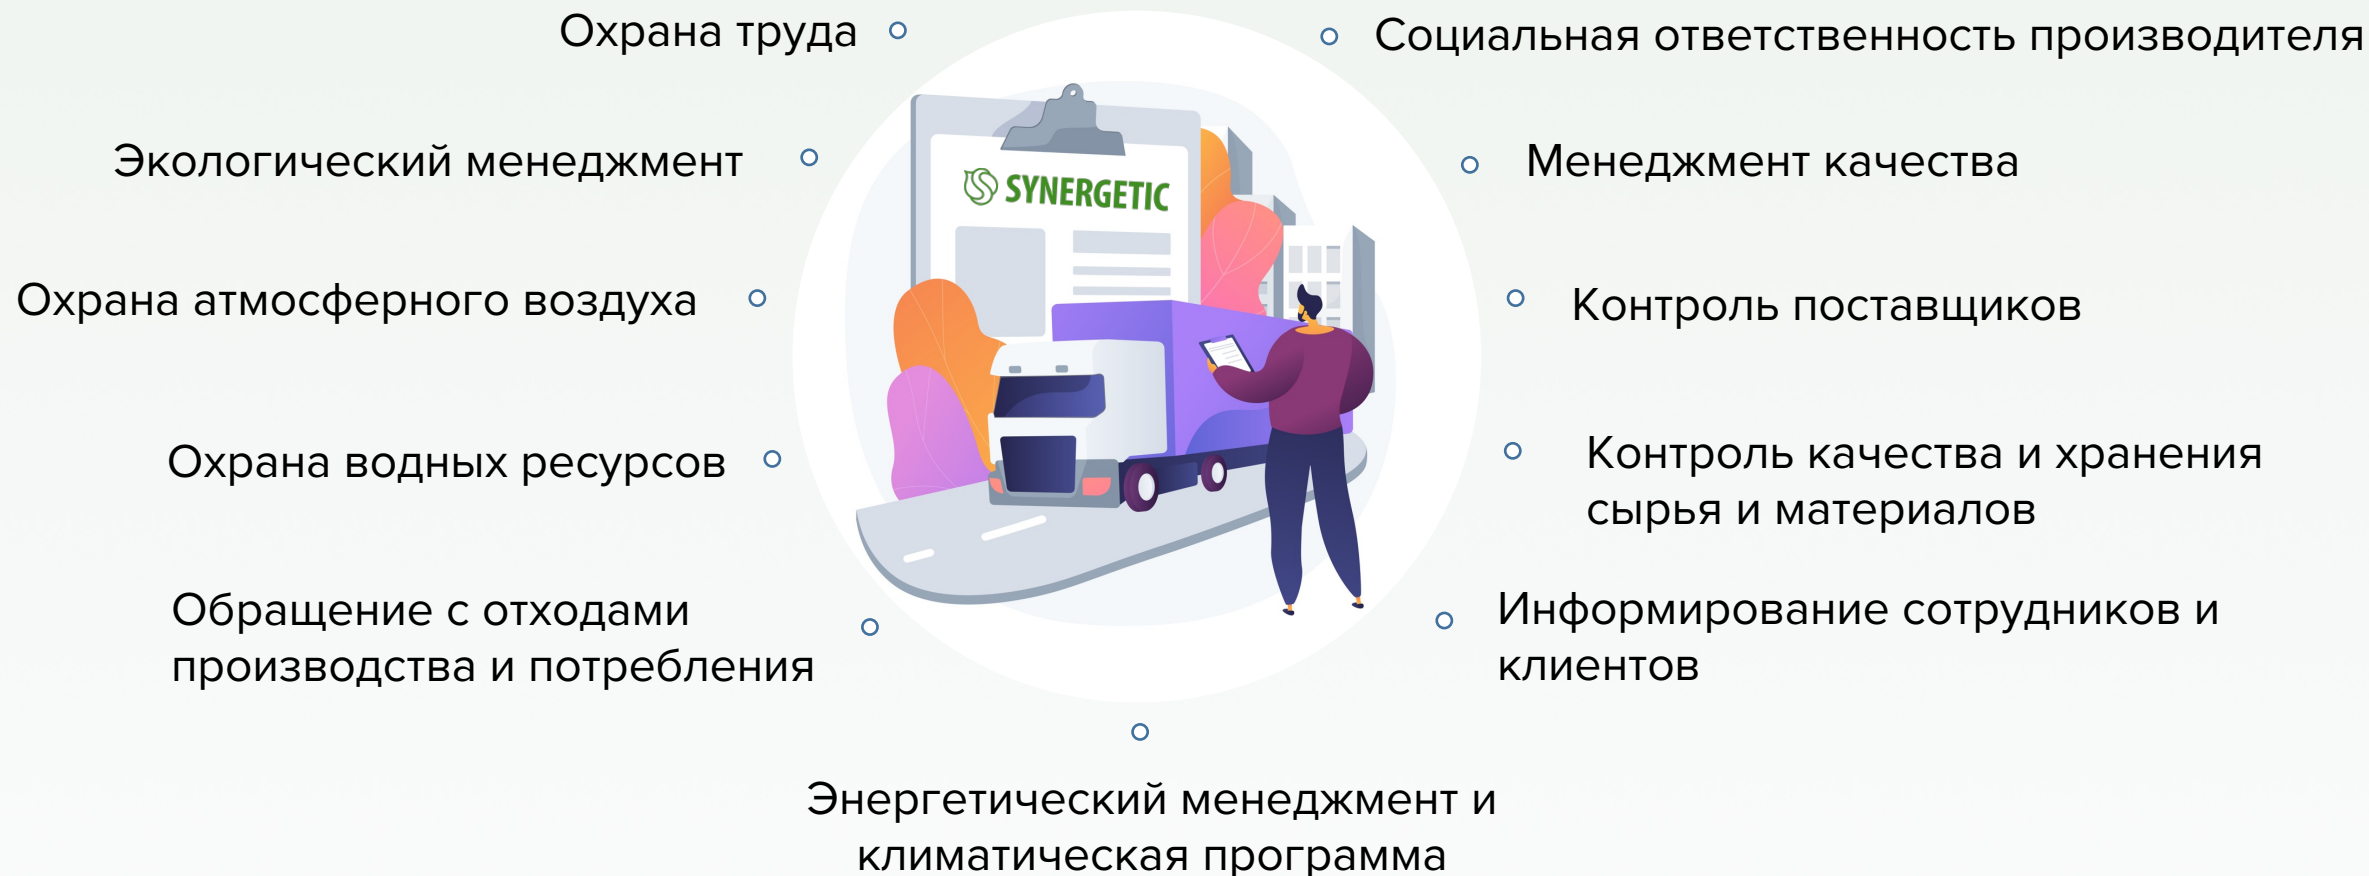 Охрана труда
Социальная ответственность производителя
Экологический менеджмент
Менеджмент качества
SYNERGETIC
Охрана атмосферного воздуха
Контроль поставщиков
Охрана водных ресурсов
Контроль качества и хранения
сырья и материалов
Обращение с отходами
производства и потребления
Информирование сотрудников и
клиентов
Энергетический менеджмент и
климатическая программа